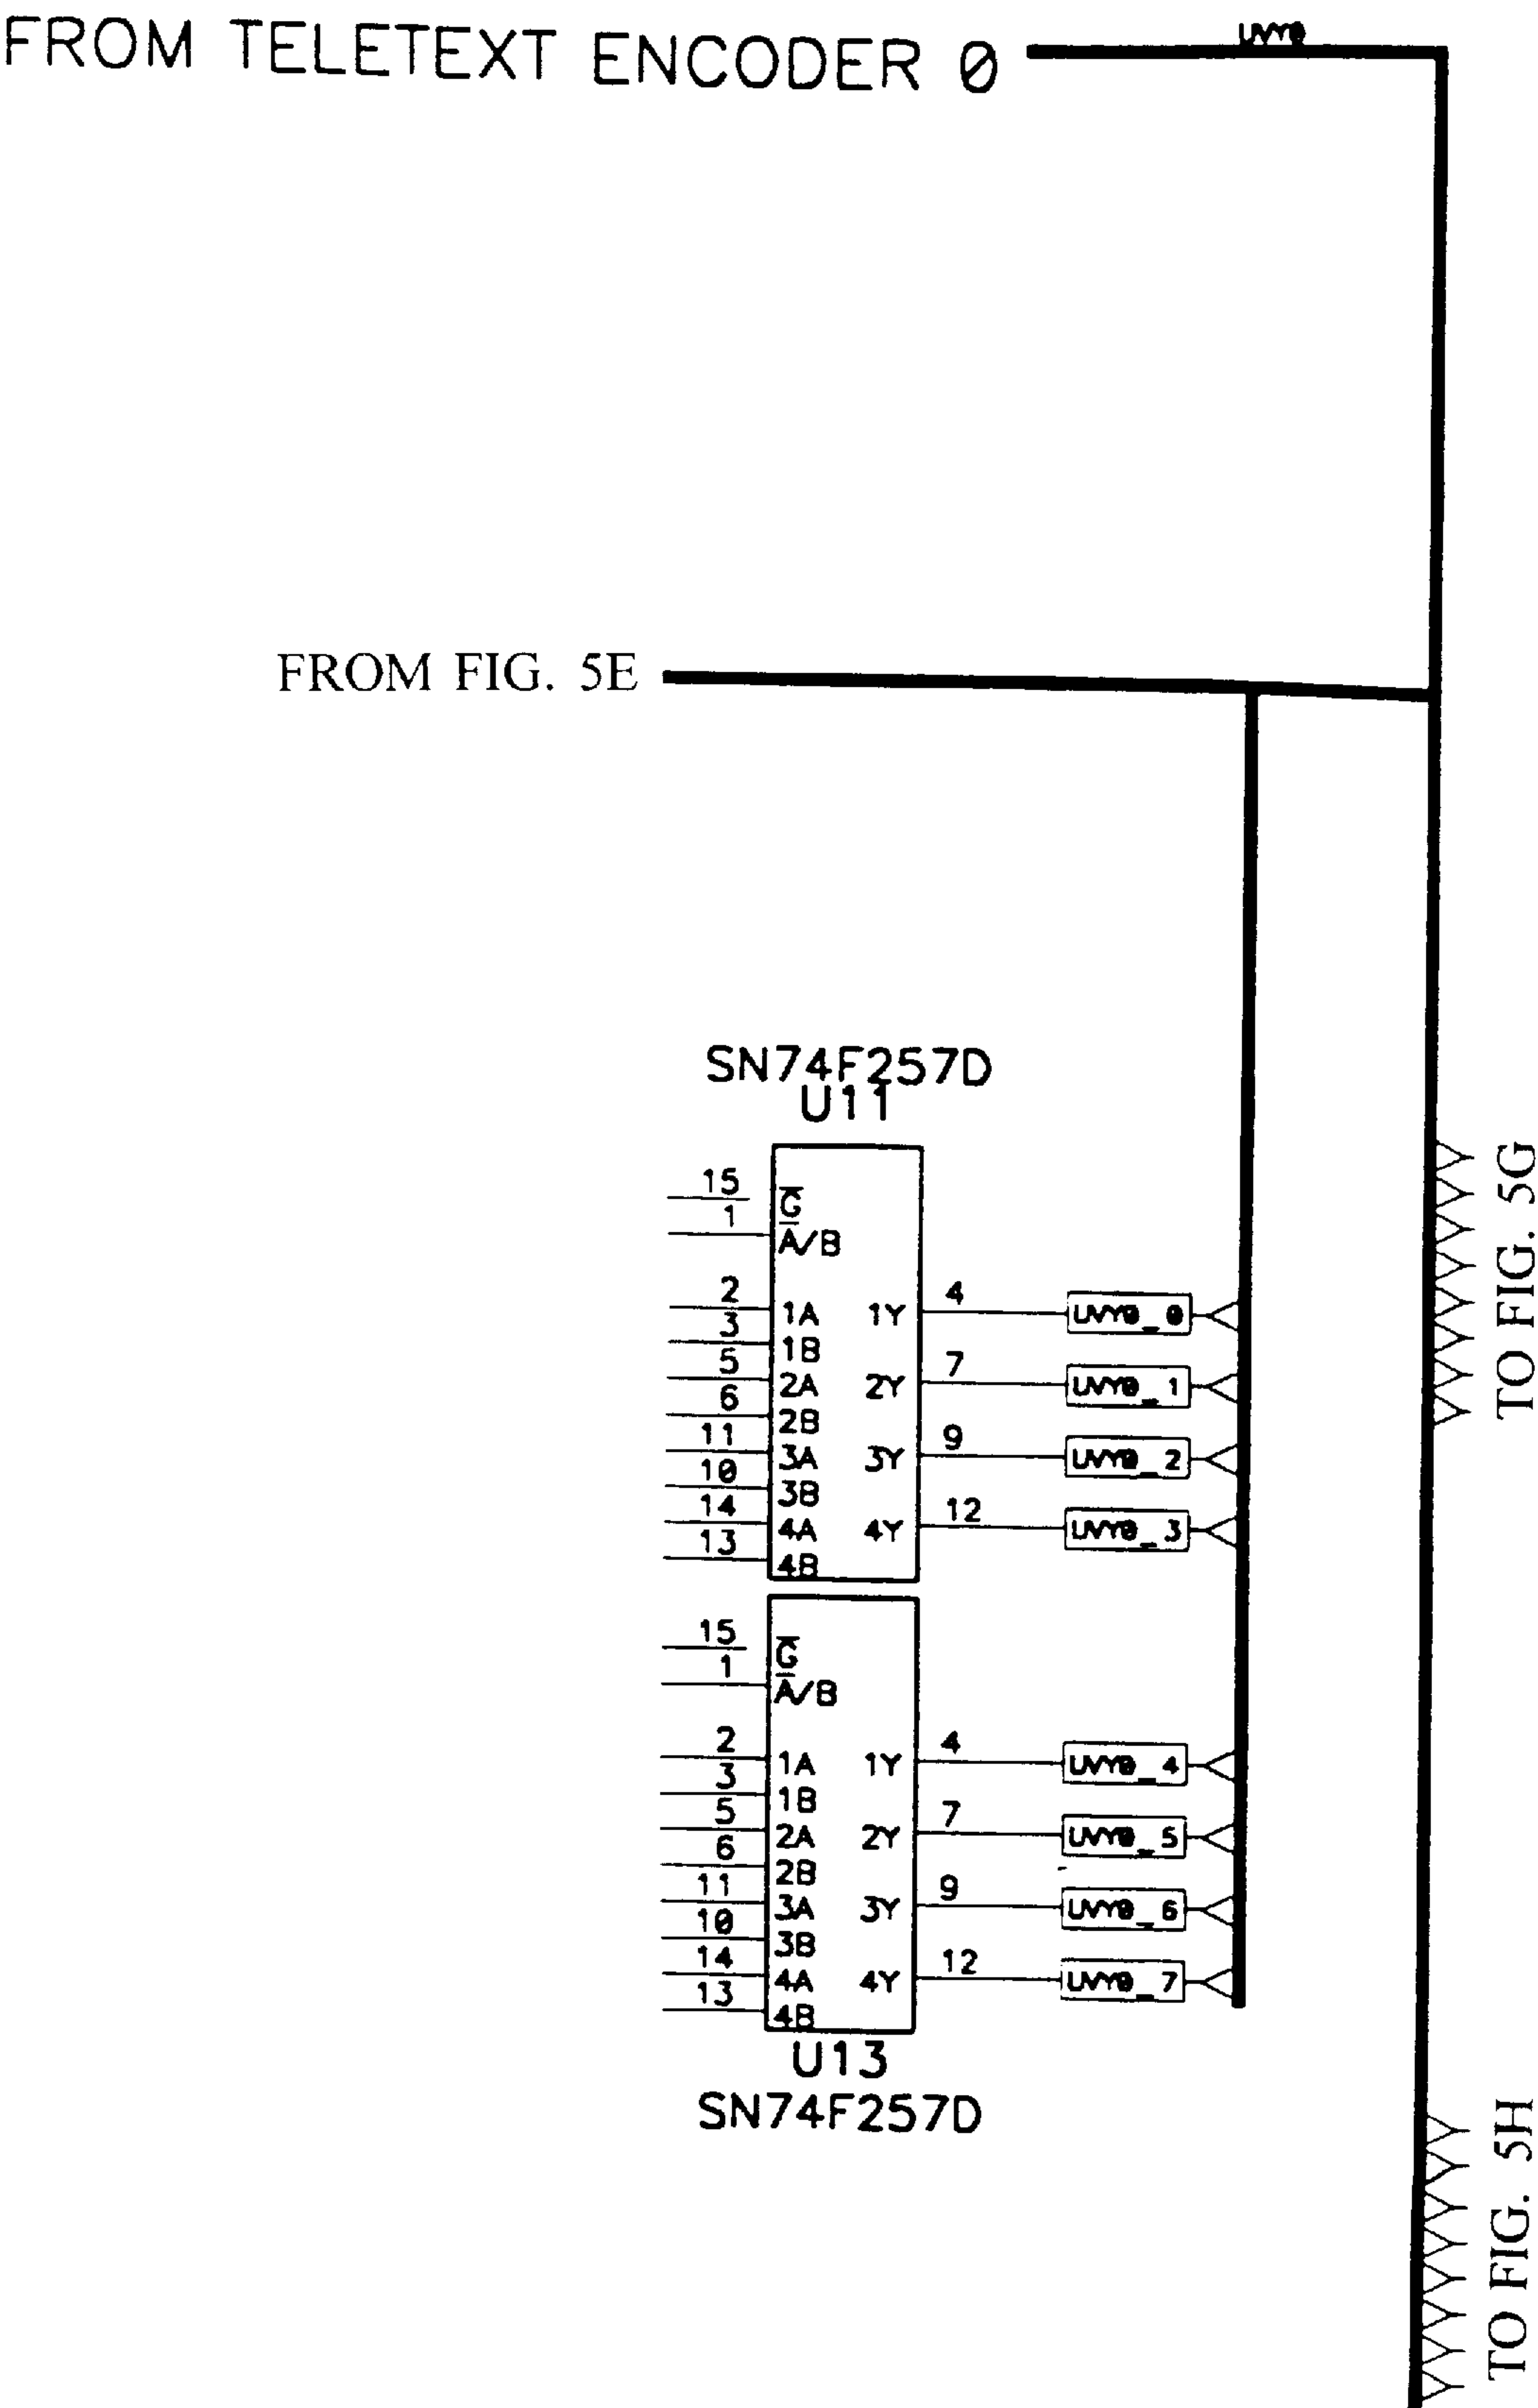 FROM TELETEXT ENCODER 0
UVY0
FROM FIG. 5E
SN74F257D
U11
15 G
1 A/B
2 1A
3 1B
5 2A
6 2B
11 3A
10 3B
14 4A
13 4B
1Y 4 UVY0_0
2Y 7 UVY0_1
3Y 9 UVY0_2
4Y 12 UVY0_3
TO FIG. 5G
15 G
1 A/B
2 1A
3 1B
5 2A
6 2B
11 3A
10 3B
14 4A
13 4B
1Y 4 UVY0_4
2Y 7 UVY0_5
3Y 9 UVY0_6
4Y 12 UVY0_7
U13
SN74F257D
TO FIG. 5H